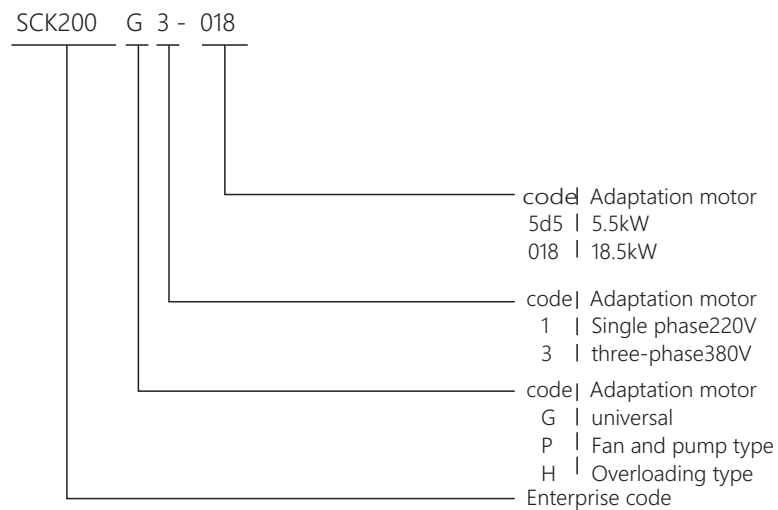 SCK200 G 3 - 018
code | Adaptation motor
5d5 | 5.5kW
018 | 18.5kW
code | Adaptation motor
1 | Single phase220V
3 | three-phase380V
code | Adaptation motor
G | universal
P | Fan and pump type
H | Overloading type
Enterprise code